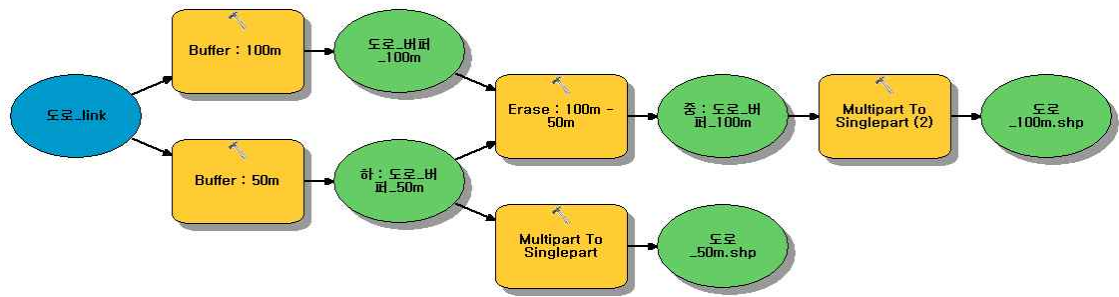 도로_link
Buffer : 100m
도로_버퍼
_100m
Buffer : 50m
하 : 도로_버
퍼_50m
Erase : 100m -
50m
중 : 도로_버
퍼_100m
Multipart To
Singlepart (2)
도로
_100m.shp
Multipart To
Singlepart
도로
_50m.shp